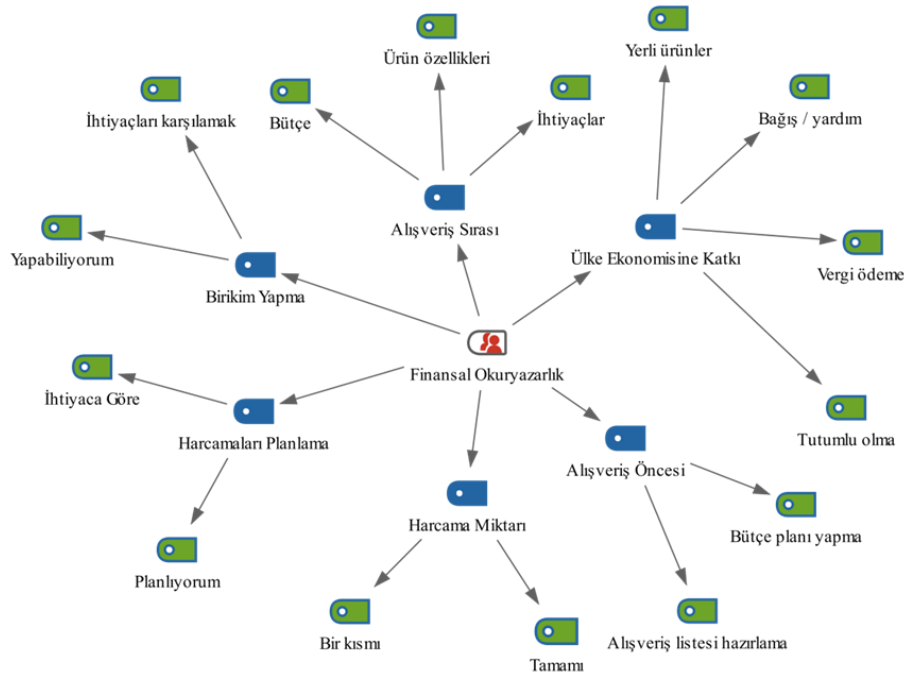 Yerli ürünler
Ürün özellikleri
İhtiyaçları karşılamak
Bütçe
İhtiyaçlar
Bağış / yardım
Alışveriş Sırası
Yapabiliyorum
Ülke Ekonomisine Katkı
Vergi ödeme
Birikim Yapma
Finansal Okuryazarlık
İhtiyaca Göre
Harcamaları Planlama
Tutumlu olma
Alışveriş Öncesi
Harcama Miktarı
Bütçe planı yapma
Planlıyorum
Bir kısmı
Alışveriş listesi hazırlama
Tamamı